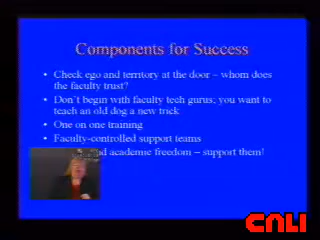 Components for Success
• Check ego and territory at the door – whom does
the faculty trust?
• Don't begin with faculty tech gurus; you want to
teach an old dog a new trick
• One on one training
• Faculty-controlled support teams
academic freedom – support them!
CNLI